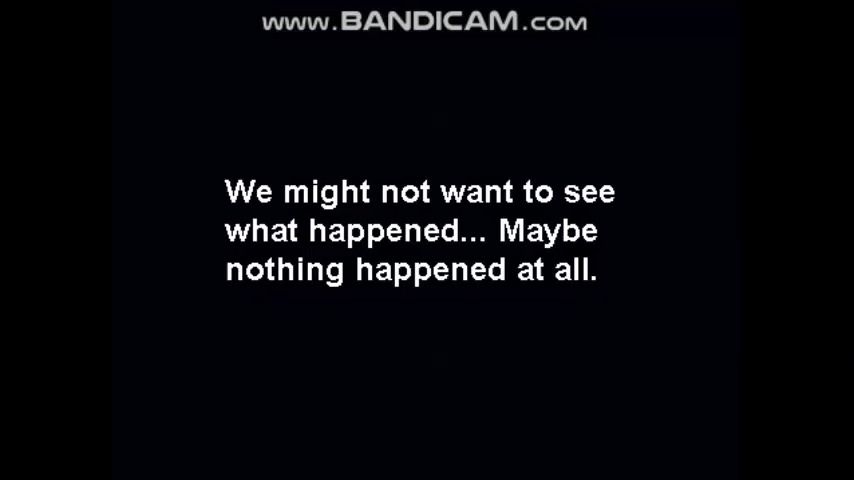 www.BANDICAM.com
We might not want to see
what happened... Maybe
nothing happened at all.